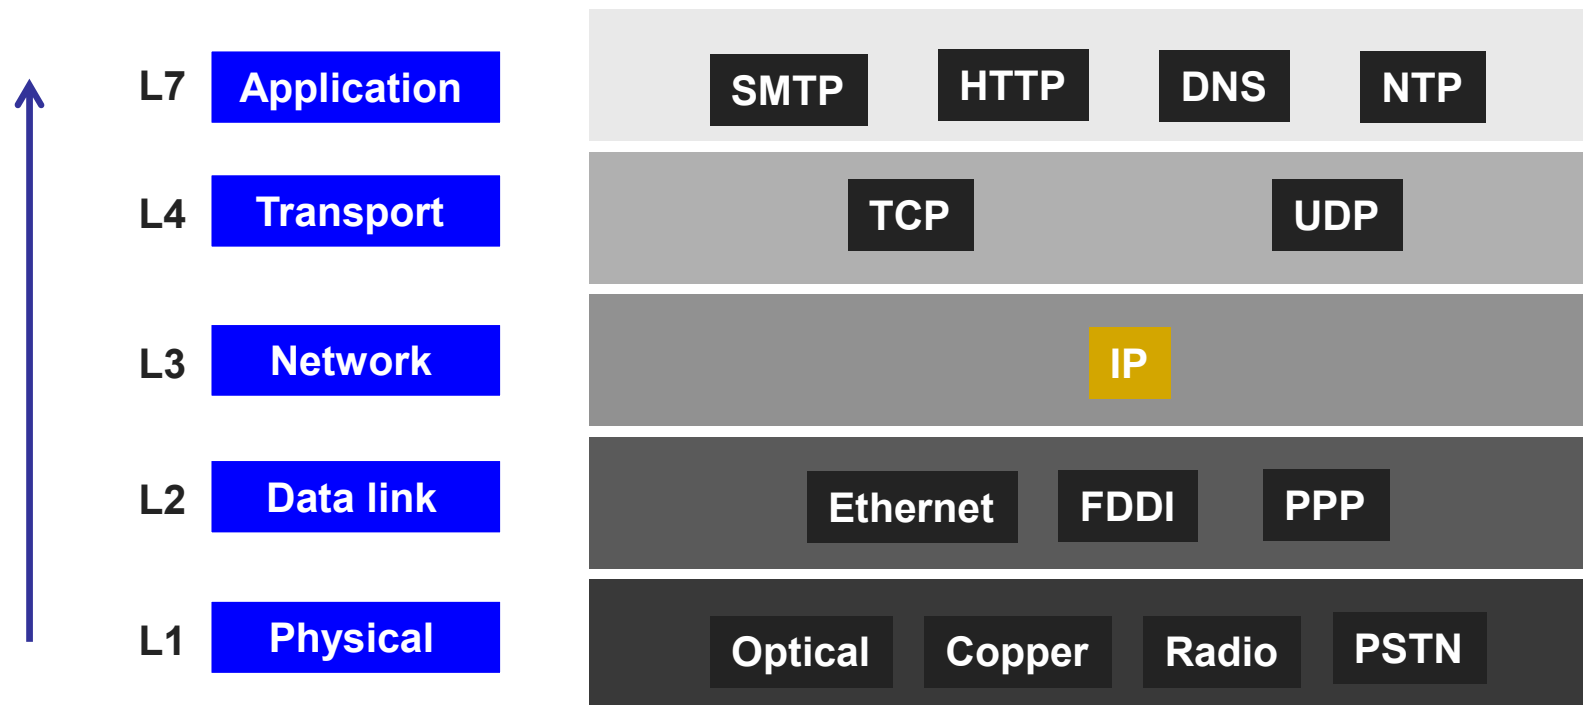 L7 Application SMTP HTTP DNS NTP
L4 Transport TCP UDP
L3 Network IP
L2 Data link Ethernet FDDI PPP
L1 Physical Optical Copper Radio PSTN